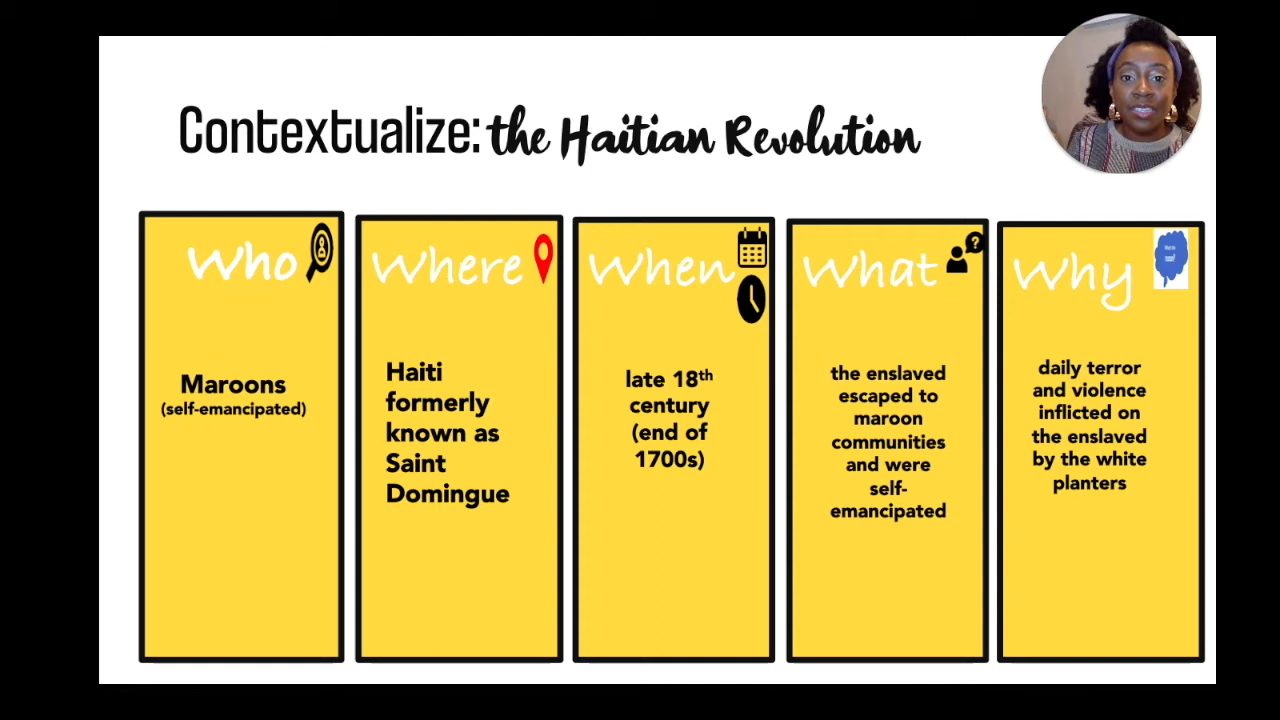 Contextualize: the Haitian Revolution
Who
Maroons
(self-emancipated)
Where
Haiti
formerly
known as
Saint
Domingue
When
late 18th
century
(end of
1700s)
What
?
the enslaved
escaped to
maroon
communities
and were
self-
emancipated
Why
daily terror
and violence
inflicted on
the enslaved
by the white
planters